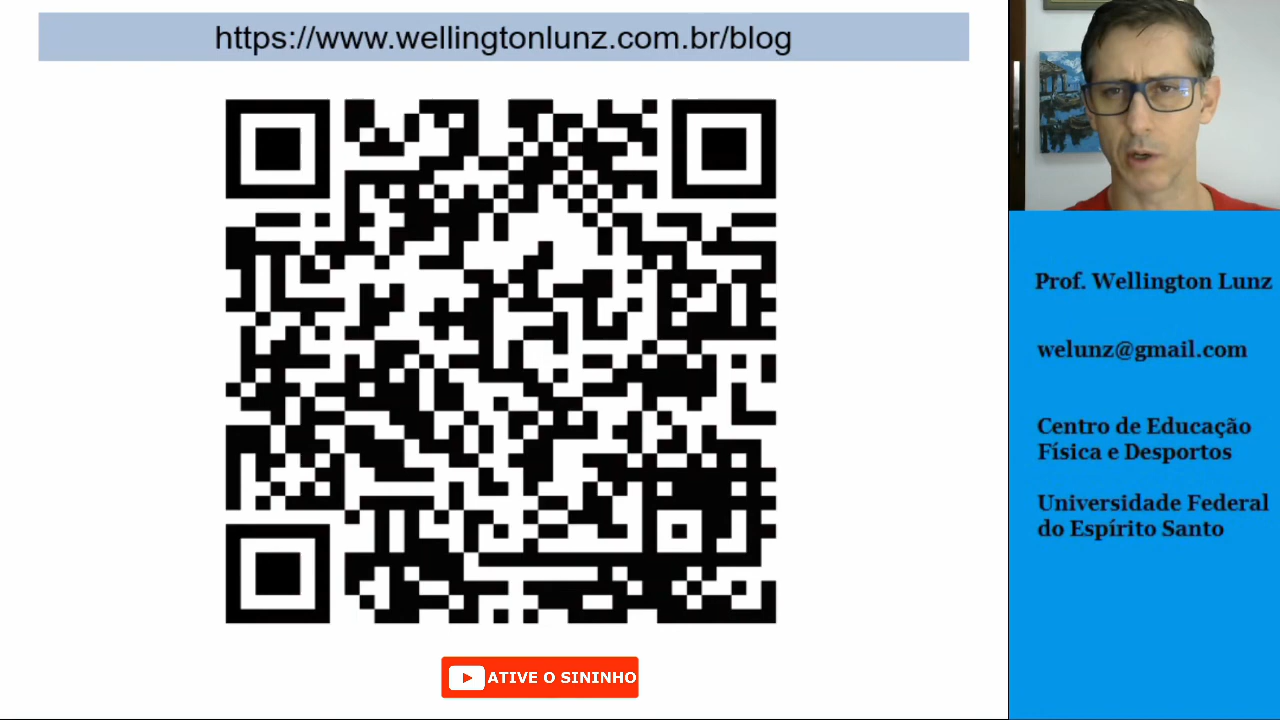 https://www.wellingtonlunz.com.br/blog
Prof. Wellington Lunz
welunz@gmail.com
Centro de Educação
Física e Desportos
Universidade Federal
do Espírito Santo
ATIVE O SININHO